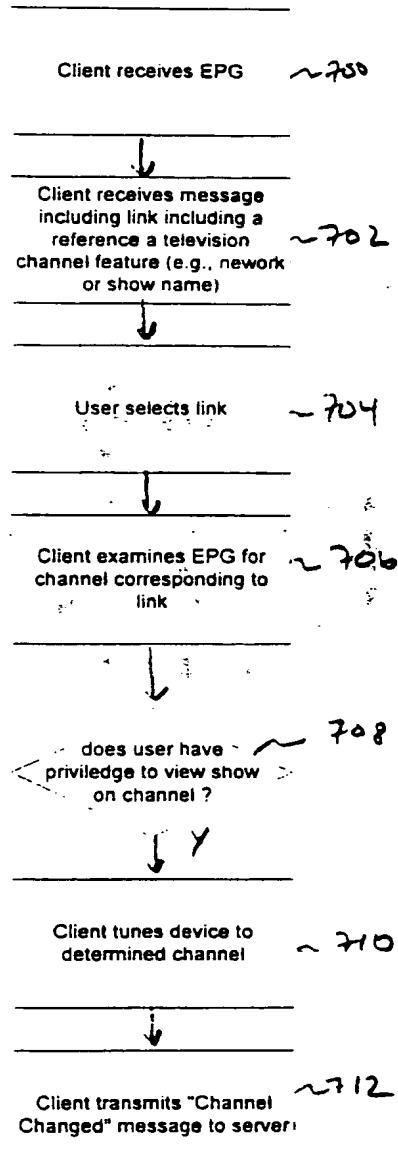 Client receives EPG ~700
Client receives message
including link including a
reference a television ~702
channel feature (e.g., nework
or show name)
User selects link ~704
Client examines EPG for ~706
channel corresponding to
link
does user have 708
priviledge to view show
on channel ?
Y
Client tunes device to
determined channel ~710
Client transmits "Channel ~712
Changed" message to server